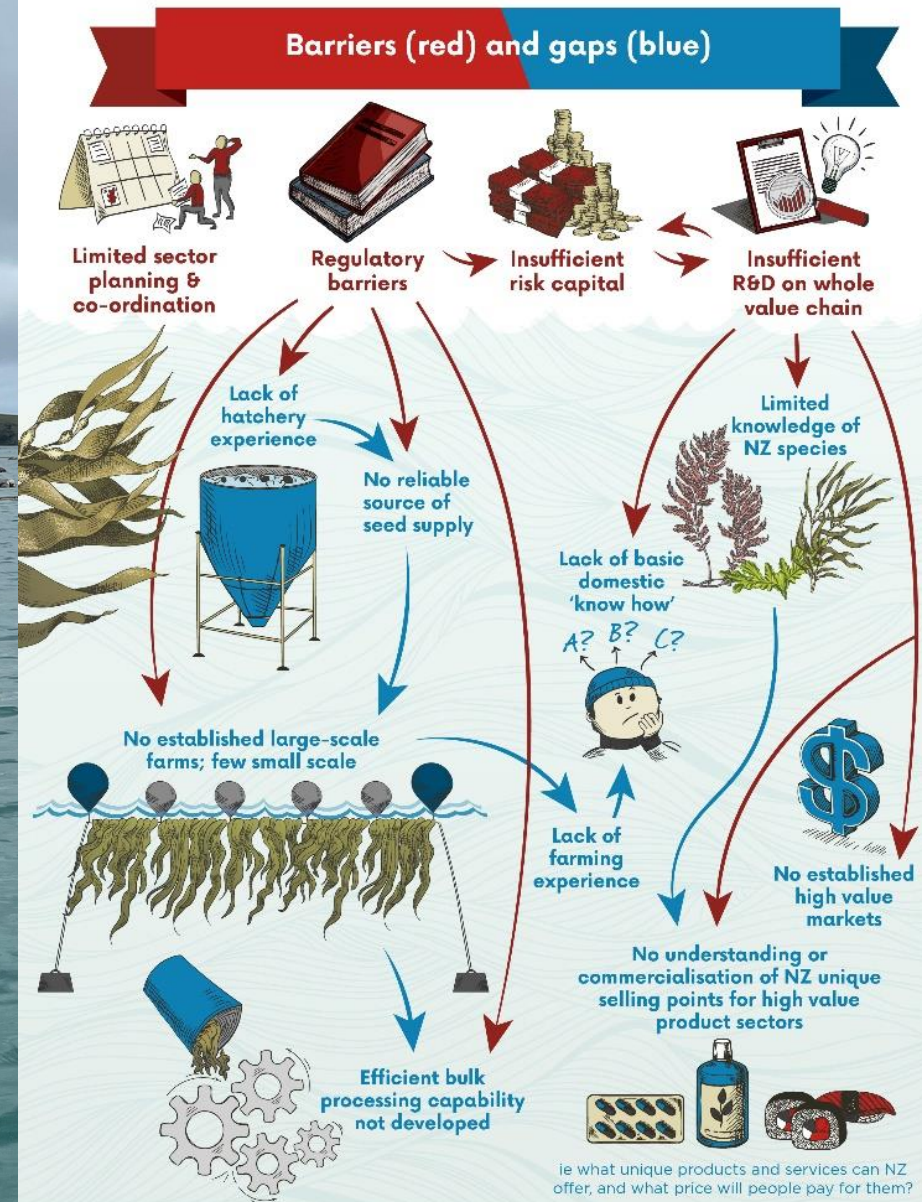 Barriers (red) and gaps (blue)
Limited sector
planning &
co-ordination
Regulatory
barriers
Insufficient
risk capital
Insufficient
R&D on whole
value chain
Lack of
hatchery
experience
No reliable
source of
seed supply
Limited
knowledge of
NZ species
Lack of basic
domestic
‘know how’
A? B? C?
No established large-scale
farms; few small scale
Lack of
farming
experience
$
No established
high value
markets
No understanding or
commercialisation of NZ unique
selling points for high value
product sectors
Efficient bulk
processing capability
not developed
ie what unique products and services can NZ
offer, and what price will people pay for them?